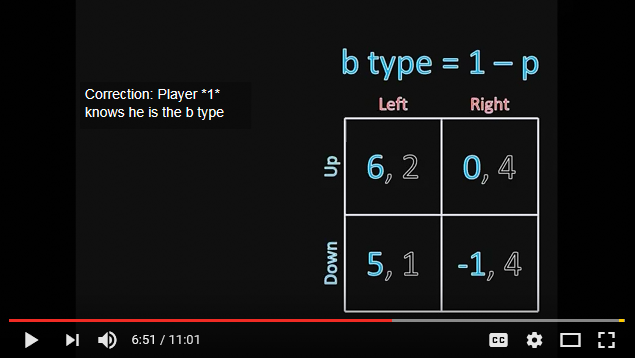 b type = 1 – p
Correction: Player *1*
knows he is the b type
Left Right
Up 6, 2 0, 4
Down 5, 1 -1, 4
6:51 / 11:01 CC